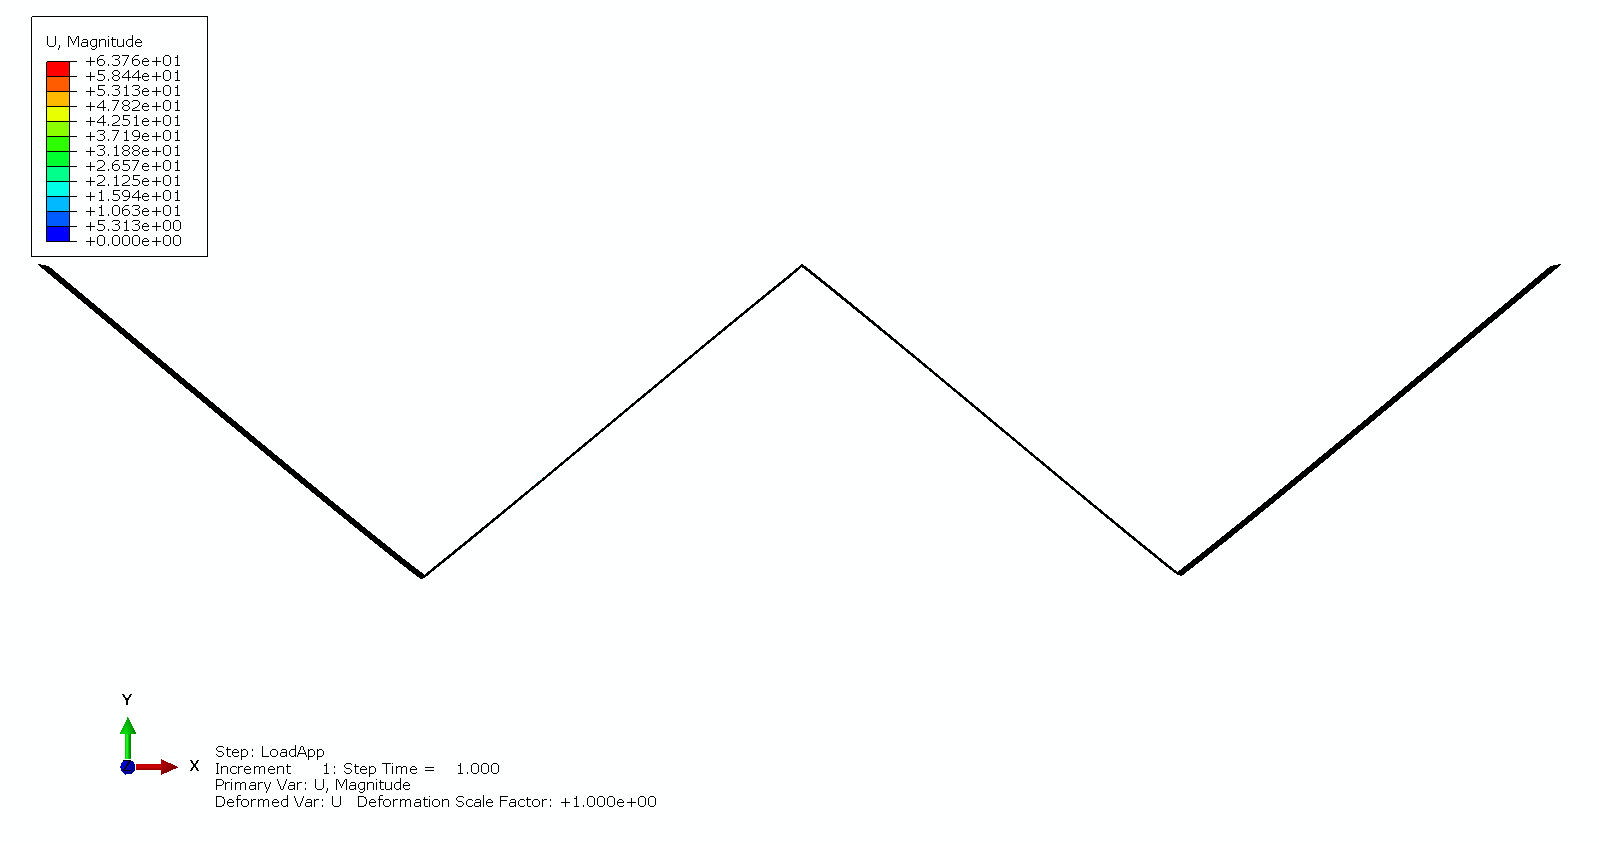 U, Magnitude
+6.376e+01
+5.844e+01
+5.313e+01
+4.782e+01
+4.251e+01
+3.719e+01
+3.188e+01
+2.657e+01
+2.125e+01
+1.594e+01
+1.063e+01
+5.313e+00
+0.000e+00
Y
X
Step: LoadApp
Increment 1: Step Time = 1.000
Primary Var: U, Magnitude
Deformed Var: U Deformation Scale Factor: +1.000e+00